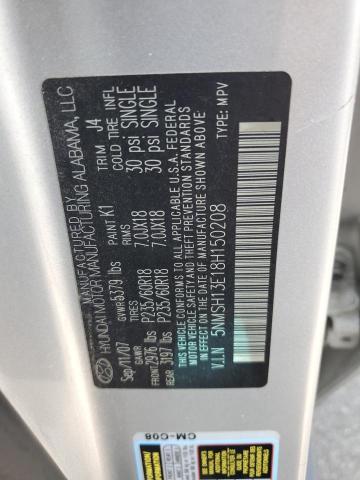 MANUFACTURED BY
HYUNDAI MOTOR MANUFACTURING ALABAMA, LLC
Sep/11/07 GVWR 5379 lbs PAINT K1 TRIM J4
GAWR TIRES RIMS COLD TIRE INFL
FRONT 2976 lbs P235/60R18 7.0JX18 30 psi SINGLE
REAR 3197 lbs P235/60R18 7.0JX18 30 psi SINGLE
THIS VEHICLE CONFORMS TO ALL APPLICABLE U.S.A. FEDERAL
MOTOR VEHICLE SAFETY AND THEFT PREVENTION STANDARDS
IN EFFECT ON THE DATE OF MANUFACTURE SHOWN ABOVE
V.I.N 5NMSH13E18H150208 TYPE: MPV
CM-C08